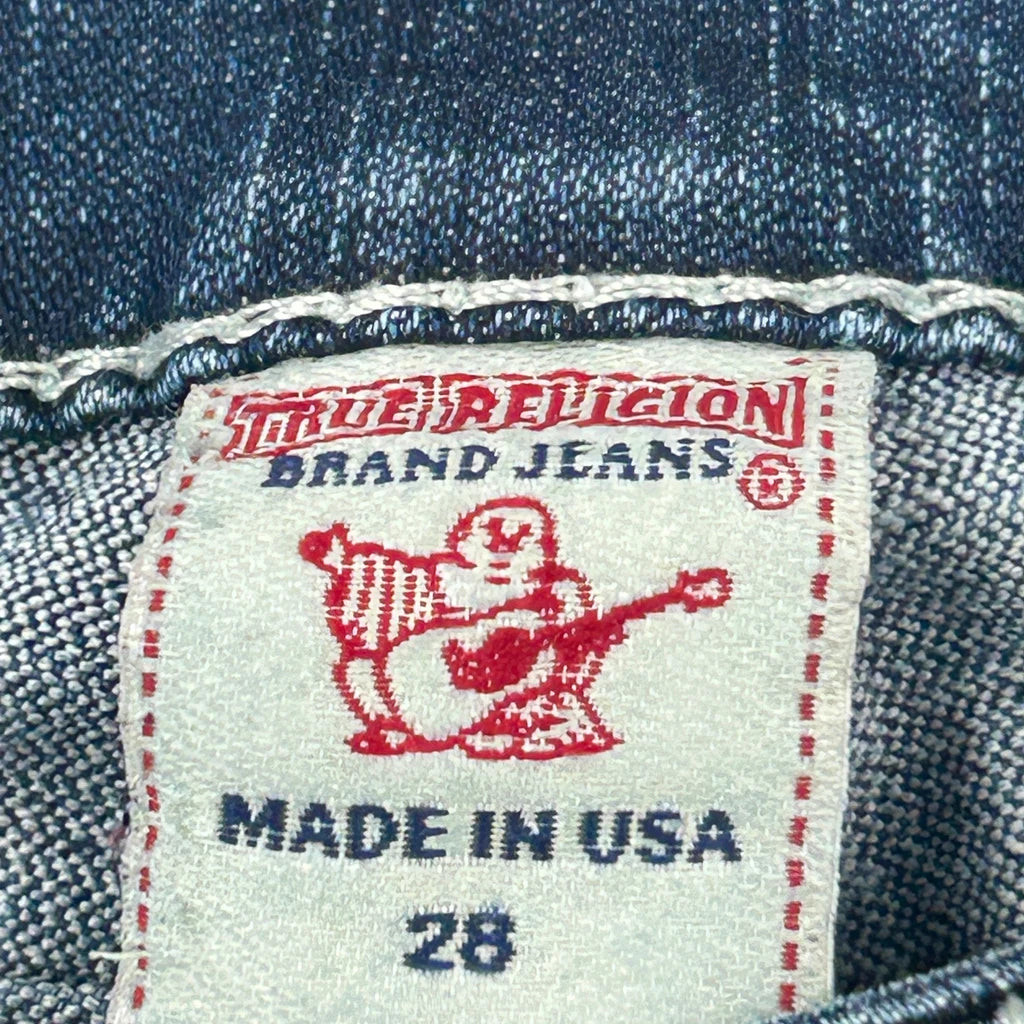 TRUE RELIGION
BRAND JEANS ®
MADE IN USA
28